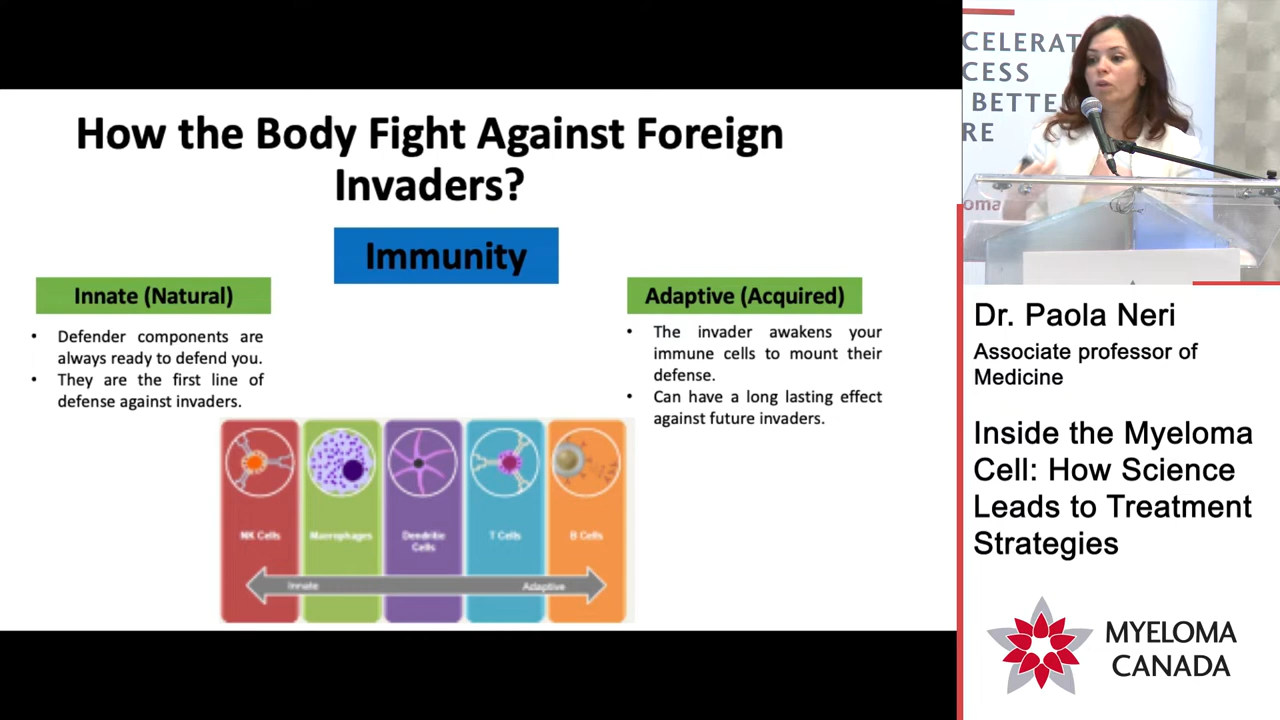 How the Body Fight Against Foreign
Invaders?
Immunity
Innate (Natural)
• Defender components are
always ready to defend you.
• They are the first line of
defense against invaders.
Adaptive (Acquired)
• The invader awakens your
immune cells to mount their
defense.
• Can have a long lasting effect
against future invaders.
NK Cells
Macrophages
Dendritic
Cells
T Cells
B Cells
Innate
Adaptive
CELERAT
CESS
BETTE
RE
oma
Dr. Paola Neri
Associate professor of
Medicine
Inside the Myeloma
Cell: How Science
Leads to Treatment
Strategies
MYELOMA
CANADA